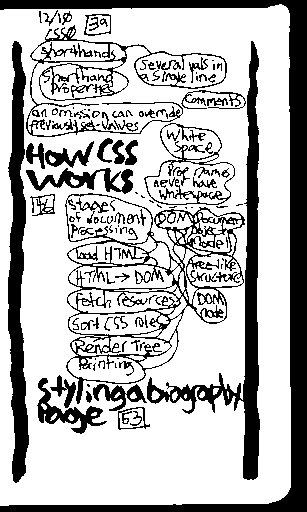 12/10
CSS
39
Shorthands
Several vals in
a single line
Shorthand
Properties
Comments
an omission can override
previously set-values
White
Space
How CSS
Works
Prop names
never have
whitespace
Stages
of document
Processing
DOM
Document
Object
Model
Load HTML
HTML → DOM
tree-like
structure
Fetch resources
DOM
node
Sort CSS rules
Render Tree
Painting
Styling a biography
Page
53